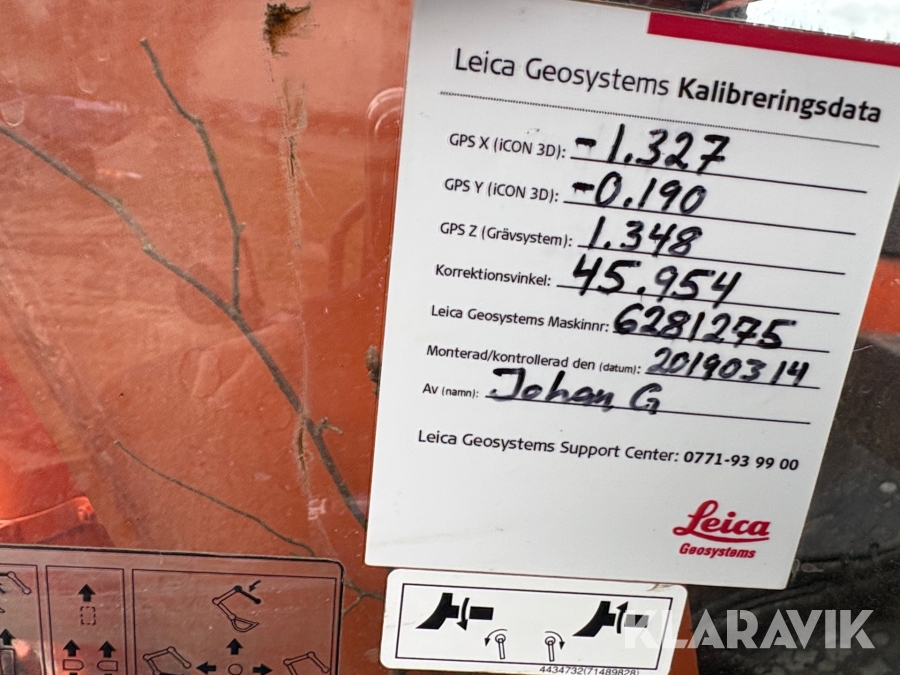 Leica Geosystems Kalibreringsdata
GPS X (iCON 3D): -1.327
GPS Y (iCON 3D): -0.190
GPS Z (Grävsystem): 1.348
Korrektionsvinkel: 45.954
Leica Geosystems Maskinnr: 6281275
Monterad/kontrollerad den (datum): 20190314
Av (namn): Johan G
Leica Geosystems Support Center: 0771-93 99 00
Leica
Geosystems
KLARAVIK
4434732(71489828)